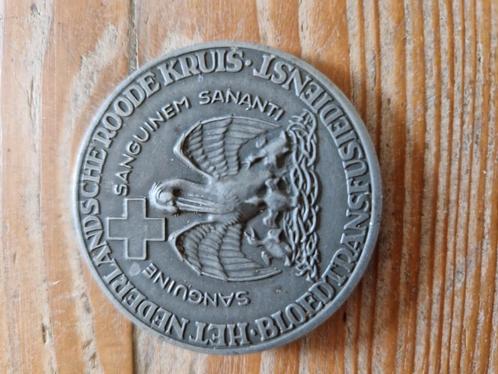 HET NEDERLANDSCHE ROODE KRUIS · BLOEDTRANSFUSIEDIENST ·
SANGUINE SANGUINEM SANANTI